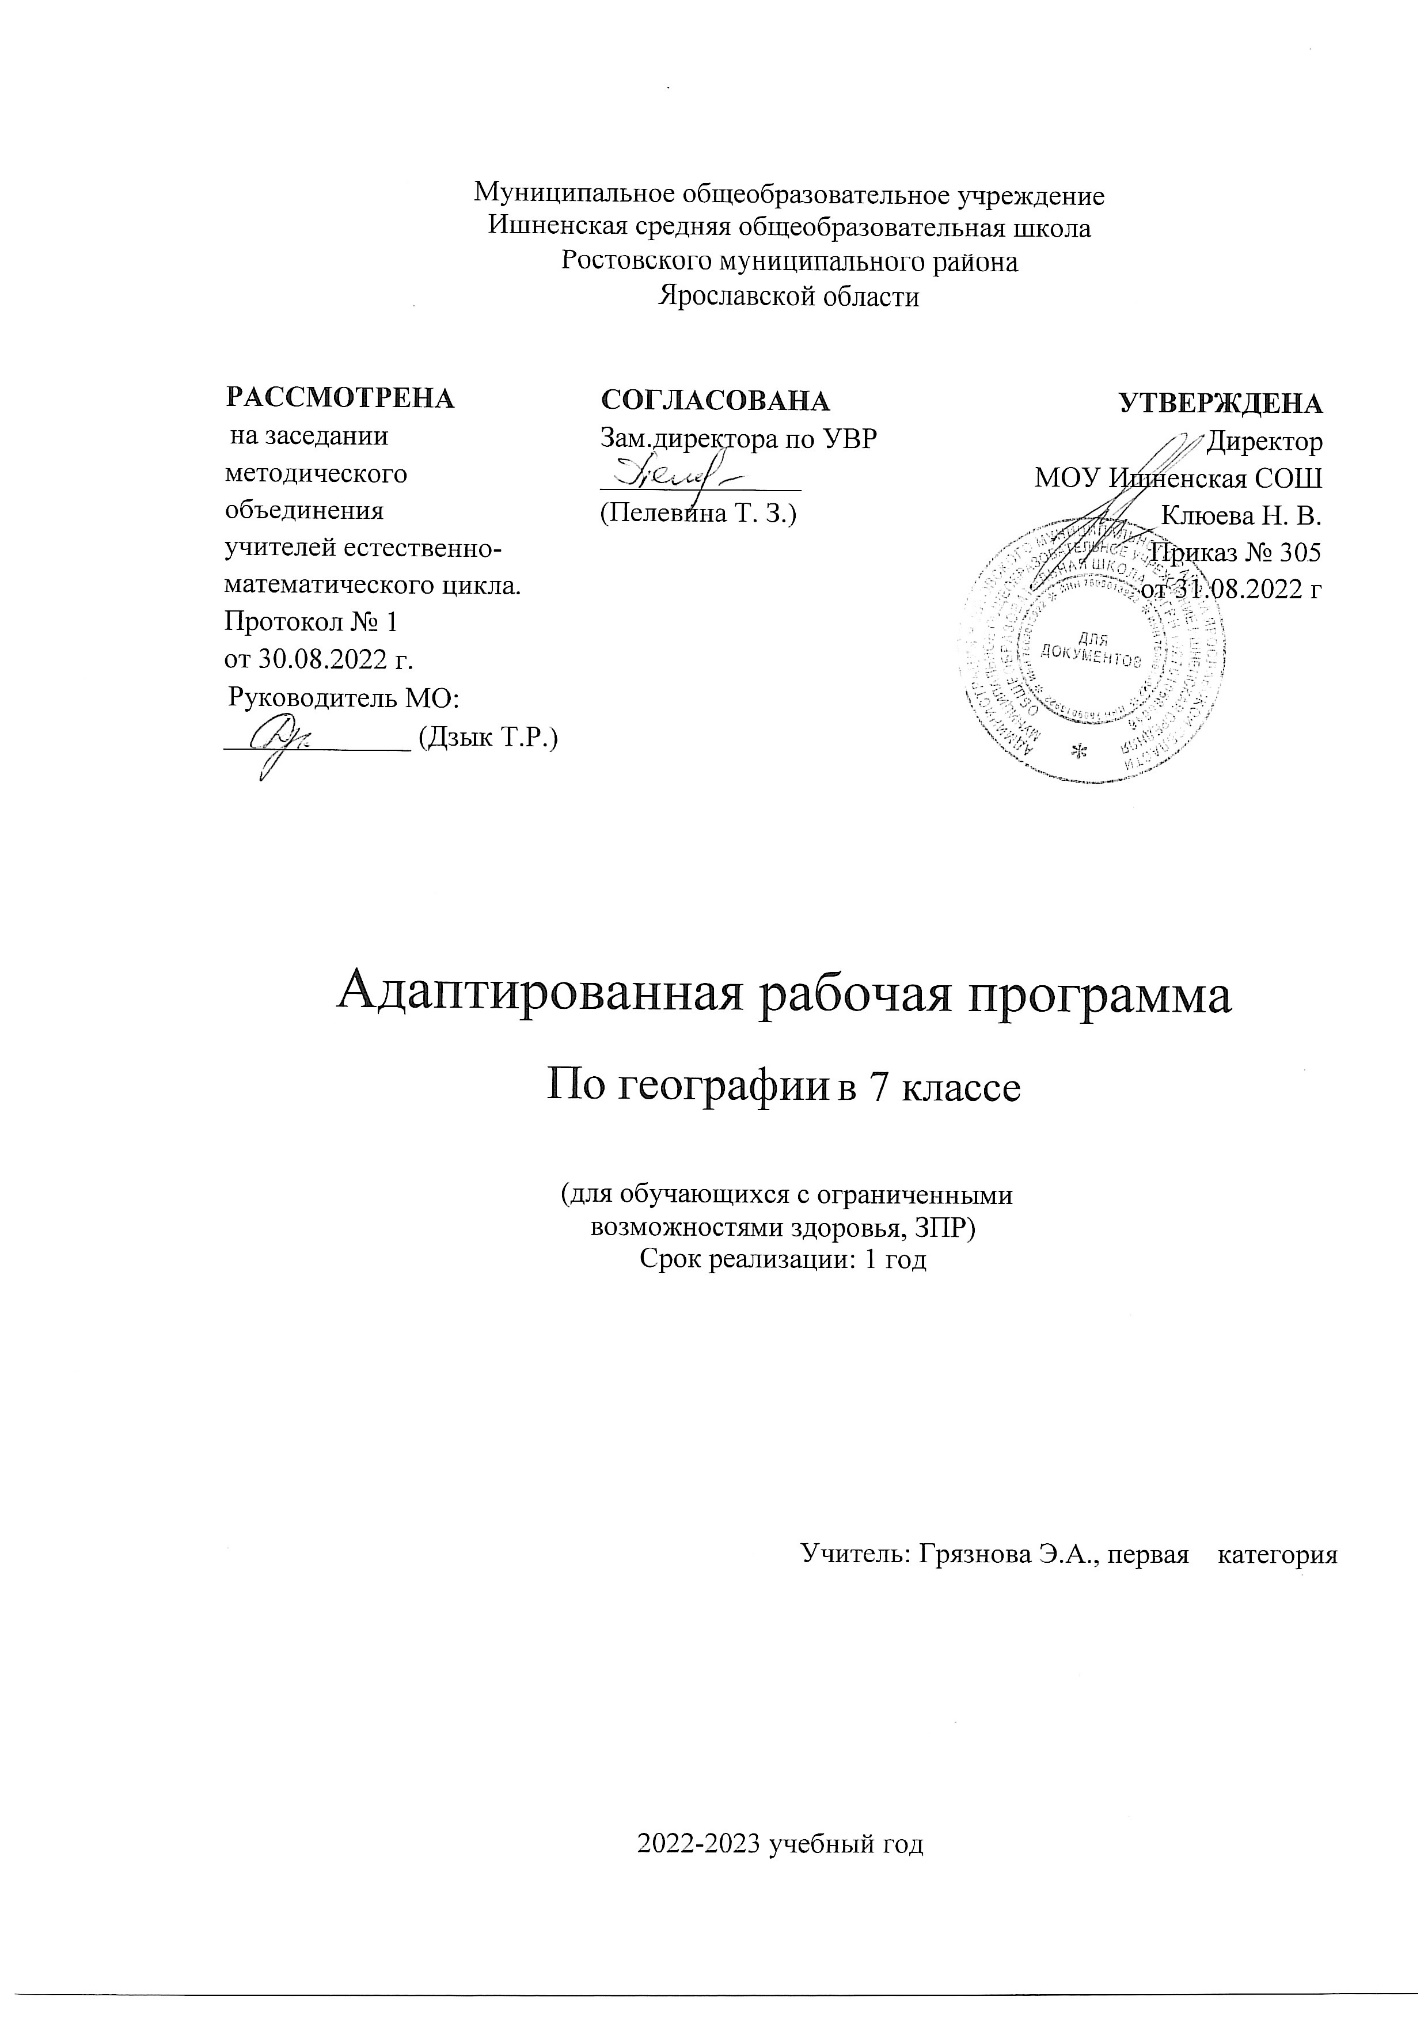 Муниципальное общеобразовательное учреждение
Ишненская средняя общеобразовательная школа
Ростовского муниципального района
Ярославской области
РАССМОТРЕНА
на заседании
методического
объединения
учителей естественно-
математического цикла.
Протокол № 1
от 30.08.2022 г.
Руководитель МО:
(Дзык Т.Р.)
СОГЛАСОВАНА
Зам.директора по УВР
(Пелевина Т. З.)
УТВЕРЖДЕНА
Директор
МОУ Ишненская СОШ
Клюева Н. В.
Приказ № 305
от 31.08.2022 г
ДЛЯ
ДОКУМЕНТОВ
Адаптированная рабочая программа
По географии в 7 классе
(для обучающихся с ограниченными
возможностями здоровья, ЗПР)
Срок реализации: 1 год
Учитель: Грязнова Э.А., первая категория
2022-2023 учебный год